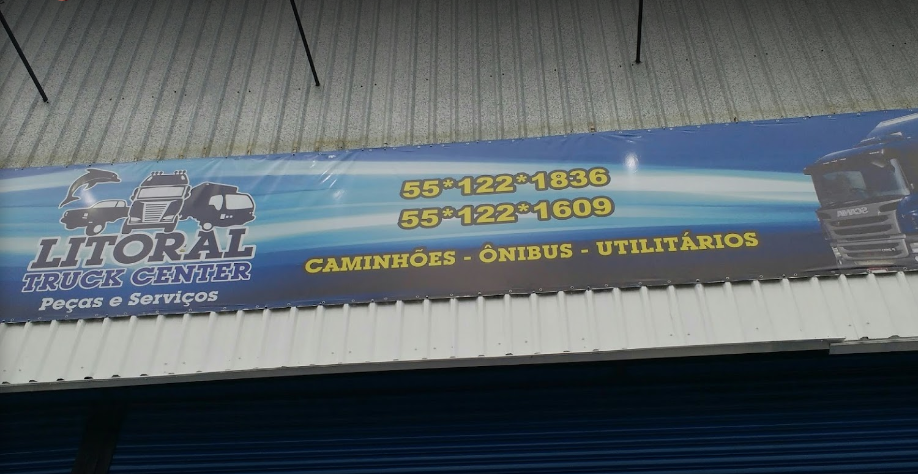 LITORAL
TRUCK CENTER
Peças e Serviços
55*122*1836
55*122*1609
CAMINHÕES - ÔNIBUS - UTILITÁRIOS